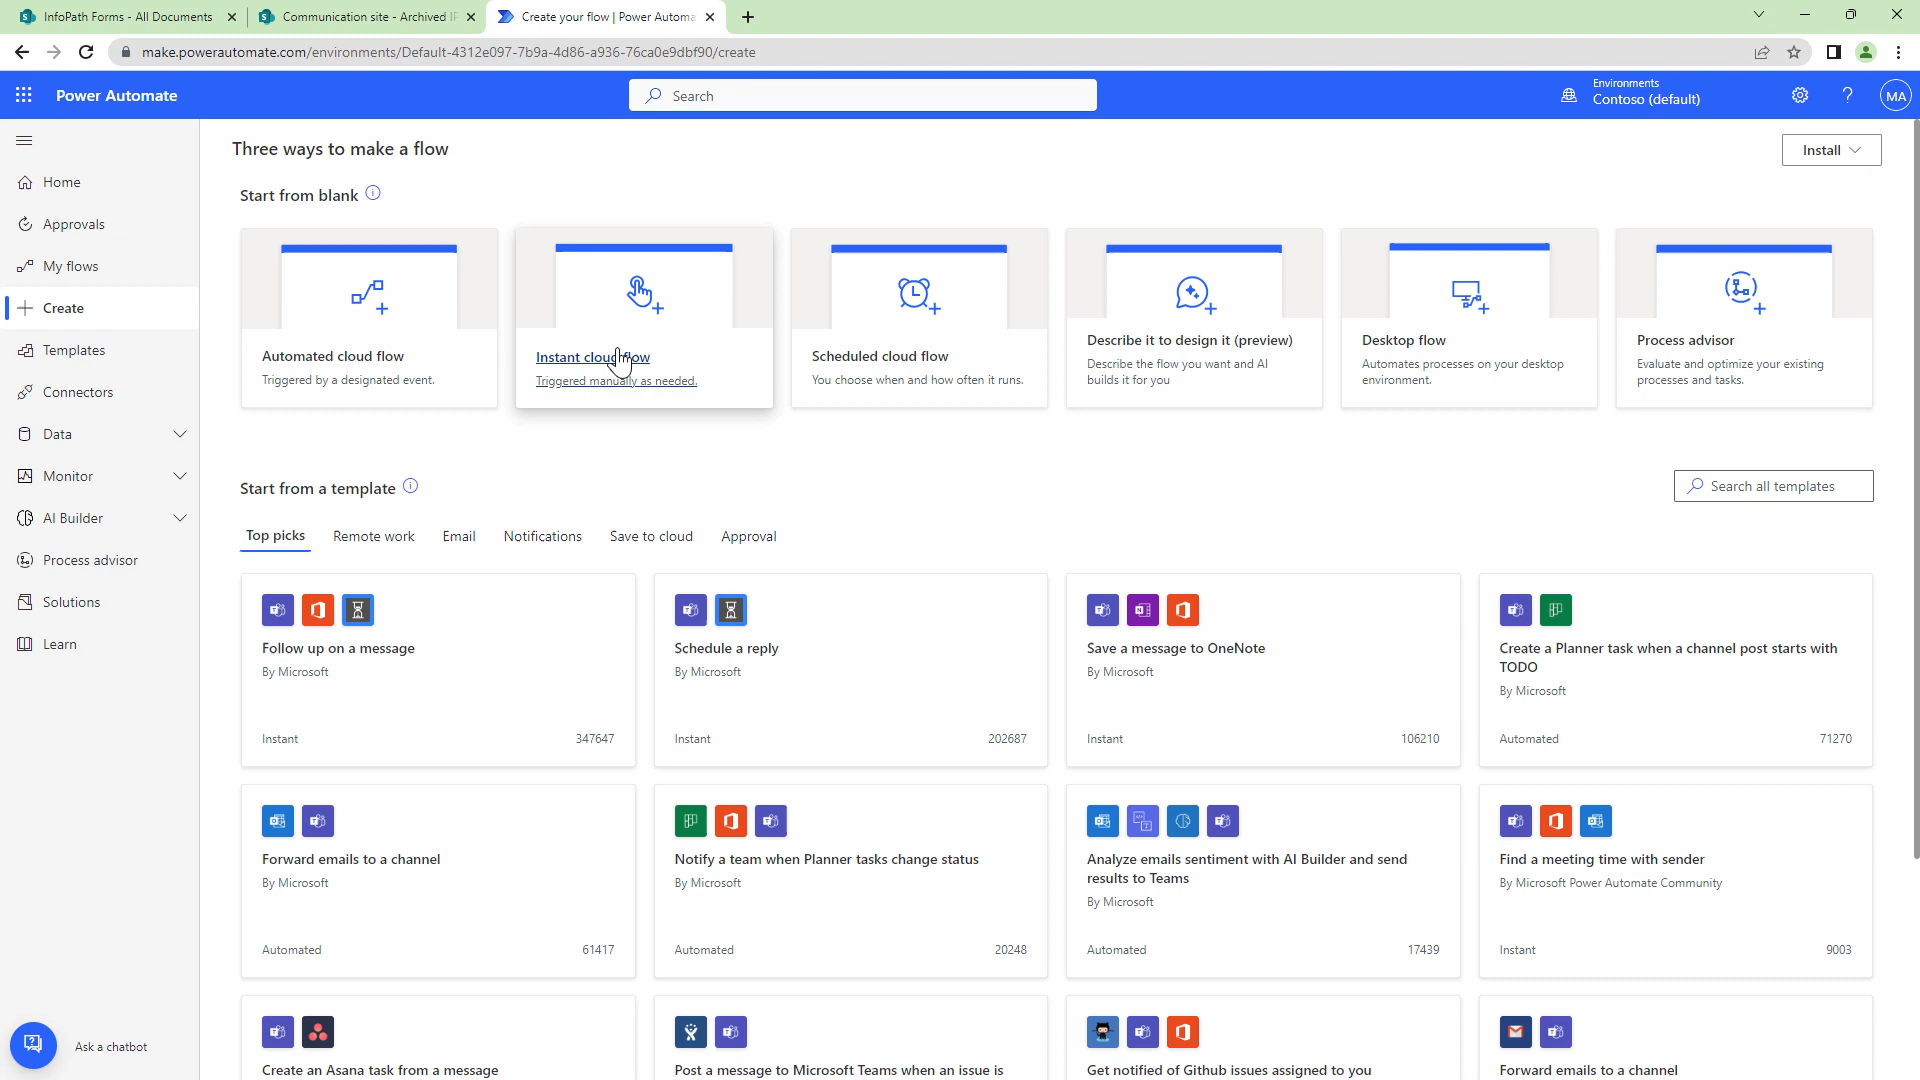 InfoPath Forms - All Documents
Communication site - Archived IF
Create your flow | Power Automa
make.powerautomate.com/environments/Default-4312e097-7b9a-4d86-a936-76ca0e9dbf90/create
Power Automate
Search
Environments
Contoso (default)
MA
Three ways to make a flow
Install
Start from blank
Home
Approvals
My flows
Create
Templates
Connectors
Data
Monitor
AI Builder
Process advisor
Solutions
Learn
Ask a chatbot
Automated cloud flow
Triggered by a designated event.
Instant cloud flow
Triggered manually as needed.
Scheduled cloud flow
You choose when and how often it runs.
Describe it to design it (preview)
Describe the flow you want and AI
builds it for you
Desktop flow
Automates processes on your desktop
environment.
Process advisor
Evaluate and optimize your existing
processes and tasks.
Start from a template
Search all templates
Top picks
Remote work
Email
Notifications
Save to cloud
Approval
Follow up on a message
By Microsoft
Instant
347647
Schedule a reply
By Microsoft
Instant
202687
Save a message to OneNote
By Microsoft
Instant
106210
Create a Planner task when a channel post starts with
TODO
By Microsoft
Automated
71270
Forward emails to a channel
By Microsoft
Automated
61417
Notify a team when Planner tasks change status
By Microsoft
Automated
20248
Analyze emails sentiment with AI Builder and send
results to Teams
By Microsoft
Automated
17439
Find a meeting time with sender
By Microsoft Power Automate Community
Instant
9003
Create an Asana task from a message
Post a message to Microsoft Teams when an issue is
Get notified of Github issues assigned to you
Forward emails to a channel